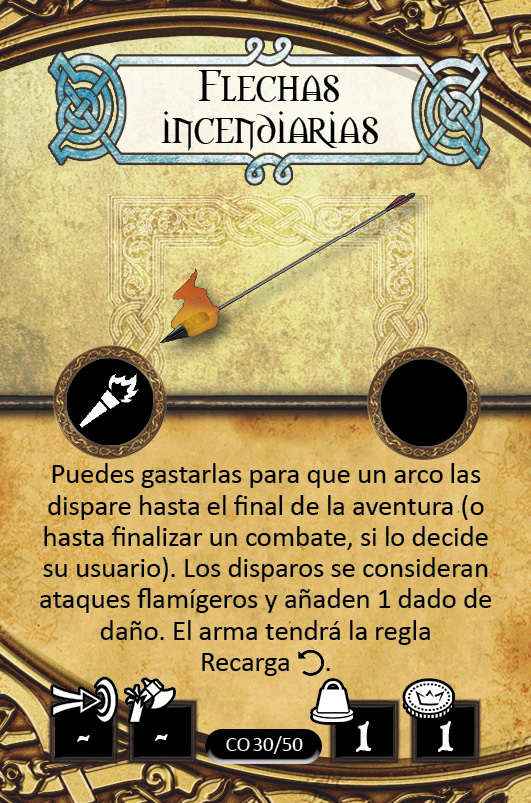 Flechas
incendiarias
Puedes gastarlas para que un arco las
dispare hasta el final de la aventura (o
hasta finalizar un combate, si lo decide
su usuario). Los disparos se consideran
ataques flamígeros y añaden 1 dado de
daño. El arma tendrá la regla
Recarga .
~ ~ CO 30/50 1 1